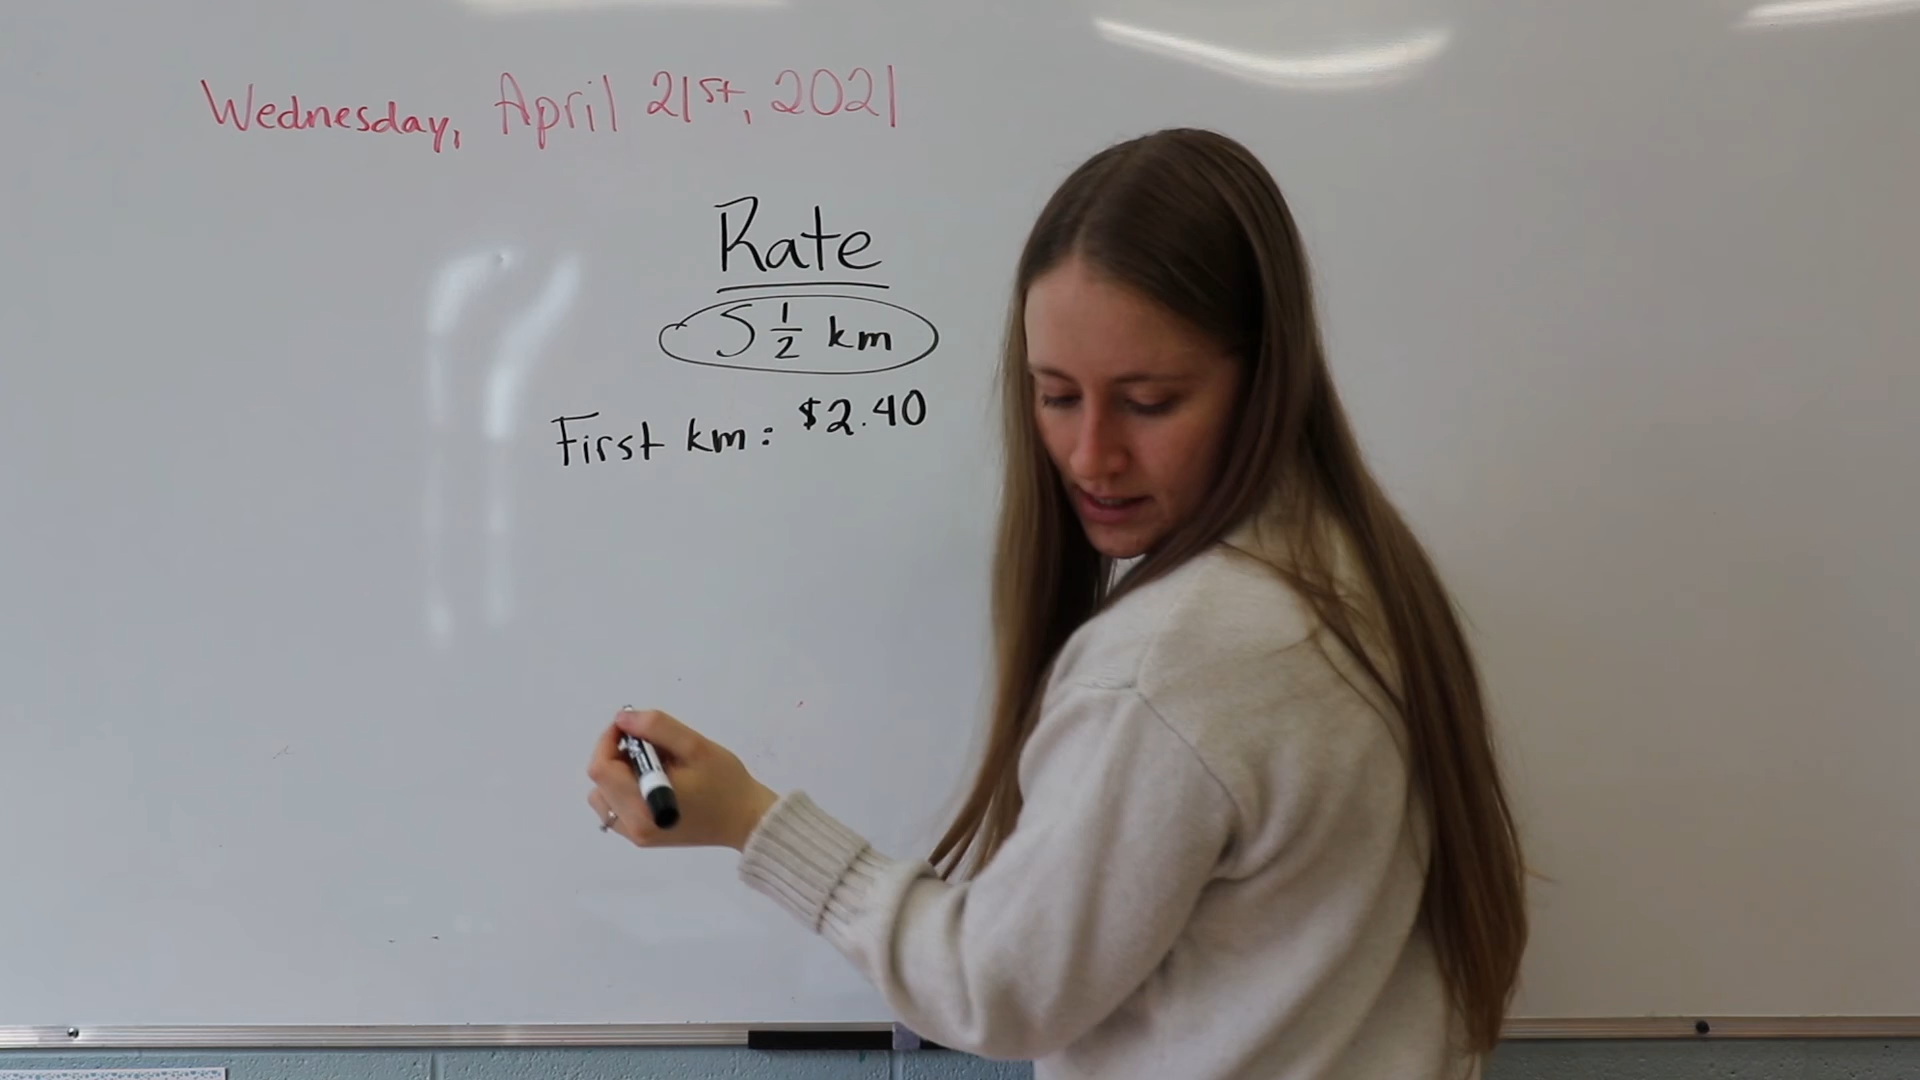 Wednesday, April 21st, 2021
Rate
5 1/2 km
First km: $2.40